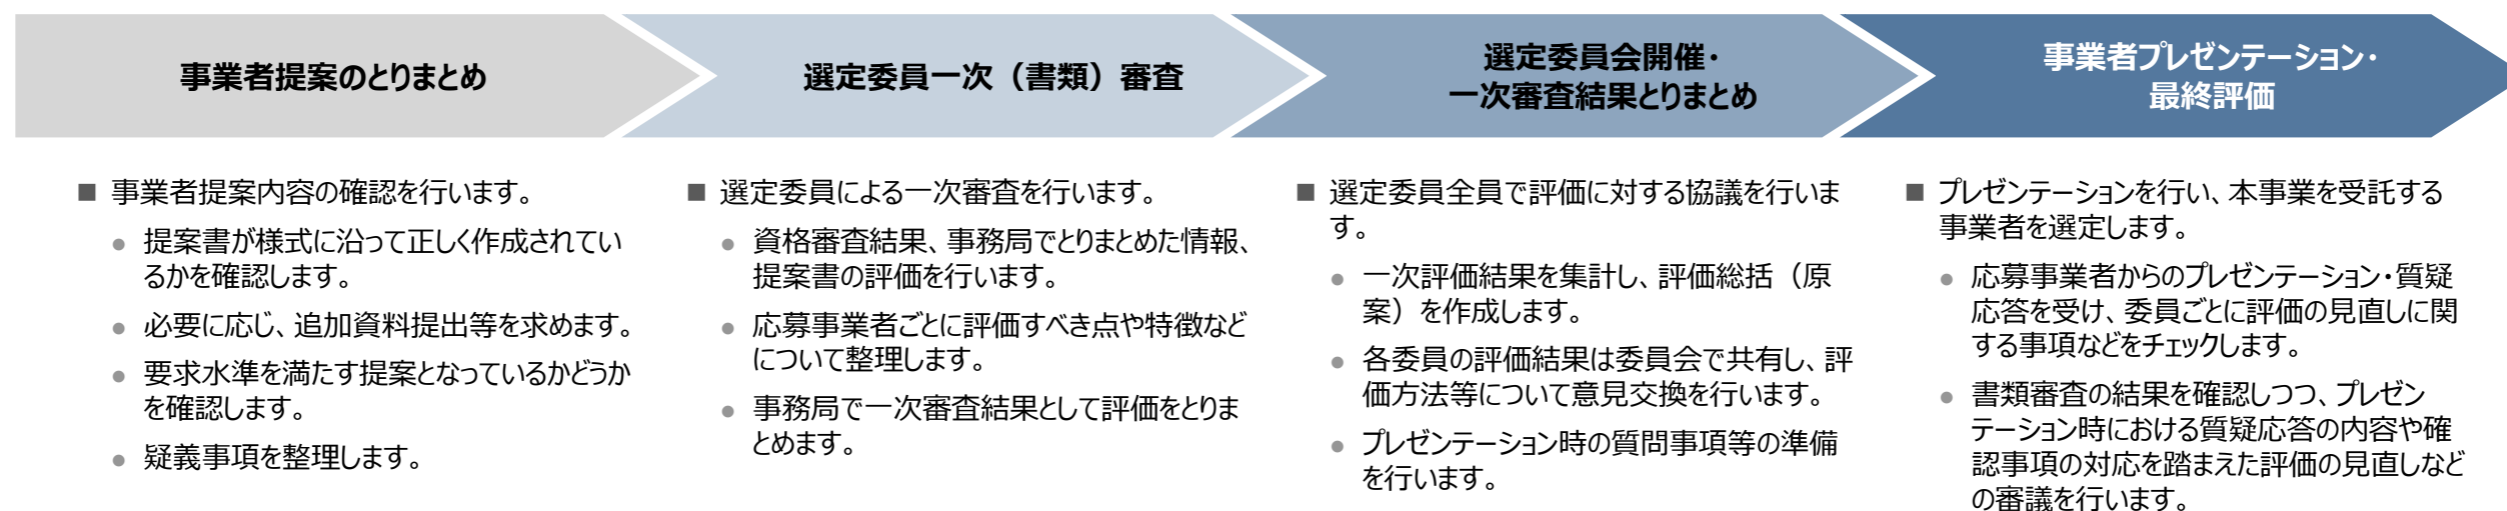 事業者提案のとりまとめ
選定委員一次（書類）審査
選定委員会開催・
一次審査結果とりまとめ
事業者プレゼンテーション・
最終評価
■ 事業者提案内容の確認を行います。
● 提案書が様式に沿って正しく作成されてい
るかを確認します。
● 必要に応じ、追加資料提出等を求めます。
● 要求水準を満たす提案となっているかどうか
を確認します。
● 疑義事項を整理します。
■ 選定委員による一次審査を行います。
● 資格審査結果、事務局でとりまとめた情報、
提案書の評価を行います。
● 応募事業者ごとに評価すべき点や特徴など
について整理します。
● 事務局で一次審査結果として評価をとりま
とめます。
■ 選定委員全員で評価に対する協議を行いま
す。
● 一次評価結果を集計し、評価総括（原
案）を作成します。
● 各委員の評価結果は委員会で共有し、評
価方法等について意見交換を行います。
● プレゼンテーション時の質問事項等の準備
を行います。
■ プレゼンテーションを行い、本事業を受託する
事業者を選定します。
● 応募事業者からのプレゼンテーション・質疑
応答を受け、委員ごとに評価の見直しに関
する事項などをチェックします。
● 書類審査の結果を確認しつつ、プレゼン
テーション時における質疑応答の内容や確
認事項の対応を踏まえた評価の見直しなど
の審議を行います。